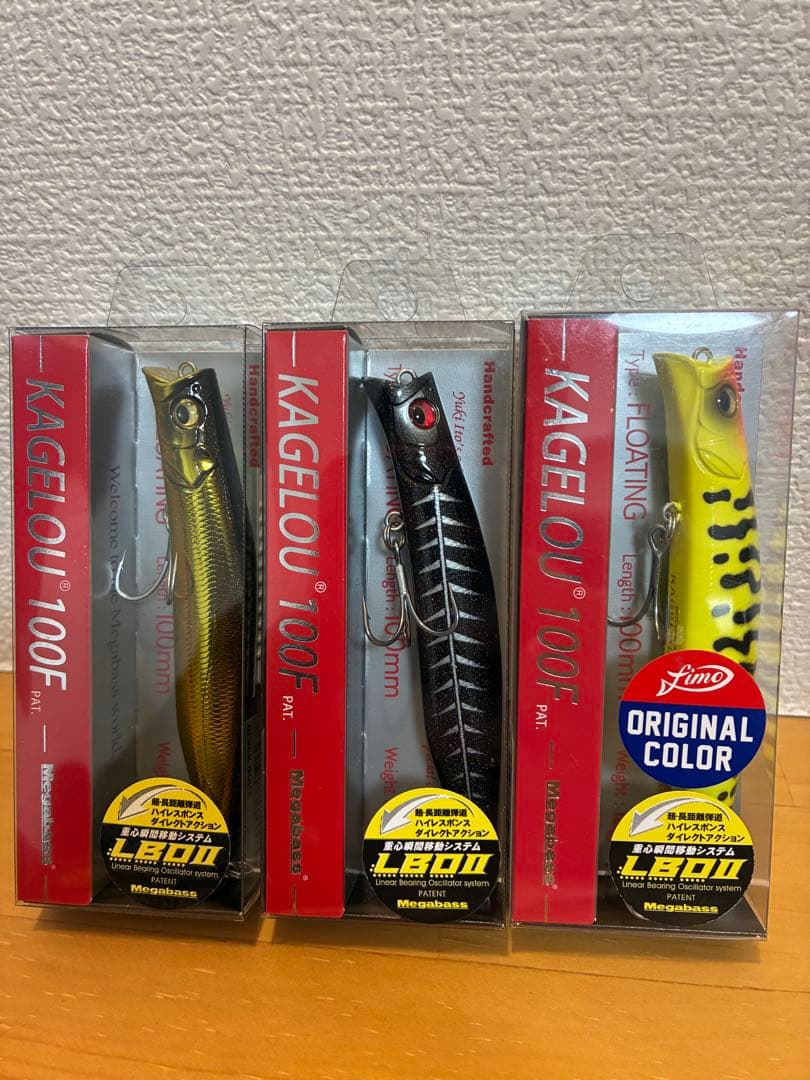 KAGELOU® 100F
PAT.
Megabass
Handcrafted
Length : 100mm
Weight
Welcome to the Megabass world
超・長距離弾道
ハイレスポンス
ダイレクトアクション
重心瞬間移動システム
LBOII
Linear Bearing Oscillator system
PATENT
Megabass
KAGELOU® 100F
PAT.
Megabass®
Handcrafted
Yuki Ito's
超・長距離弾道
ハイレスポンス
ダイレクトアクション
重心瞬間移動システム
LBOII
Linear Bearing Oscillator system
PATENT
Megabass
KAGELOU® 100F
PAT.
Megabass®
Type : FLOATING
Length : 100mm
Weight :
fimo
ORIGINAL
COLOR
超・長距離弾道
ハイレスポンス
ダイレクトアクション
重心瞬間移動システム
LBOII
Linear Bearing Oscillator system
PATENT
Megabass